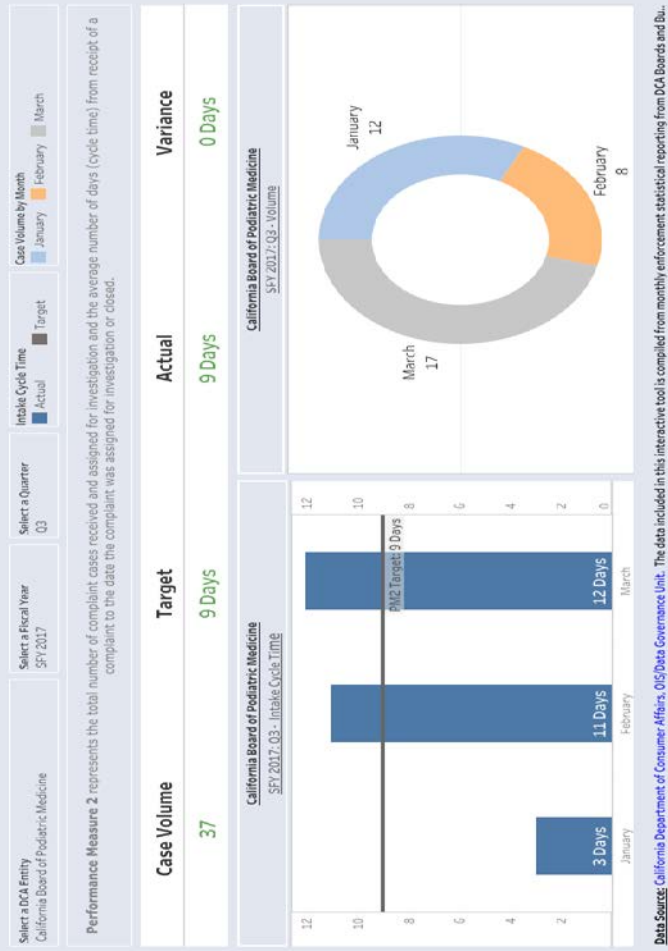 Select a DCA Entity
California Board of Podiatric Medicine
Select a Fiscal Year
SFY 2017
Select a Quarter
Q3
Intake Cycle Time
Actual
Target
Case Volume by Month
January
February
March
Performance Measure 2 represents the total number of complaint cases received and assigned for investigation and the average number of days (cycle time) from receipt of a
complaint to the date the complaint was assigned for investigation or closed.
Case Volume
Target
Actual
Variance
37
9 Days
9 Days
0 Days
California Board of Podiatric Medicine
SFY 2017: Q3 - Intake Cycle Time
12
10
8
6
4
2
0
12
10
8
6
4
2
0
PM2 Target: 9 Days
3 Days
11 Days
12 Days
January
February
March
California Board of Podiatric Medicine
SFY 2017: Q3 - Volume
March
17
January
12
February
8
Data Source: California Department of Consumer Affairs, OIS/Data Governance Unit. The data included in this interactive tool is compiled from monthly enforcement statistical reporting from DCA Boards and Bu..